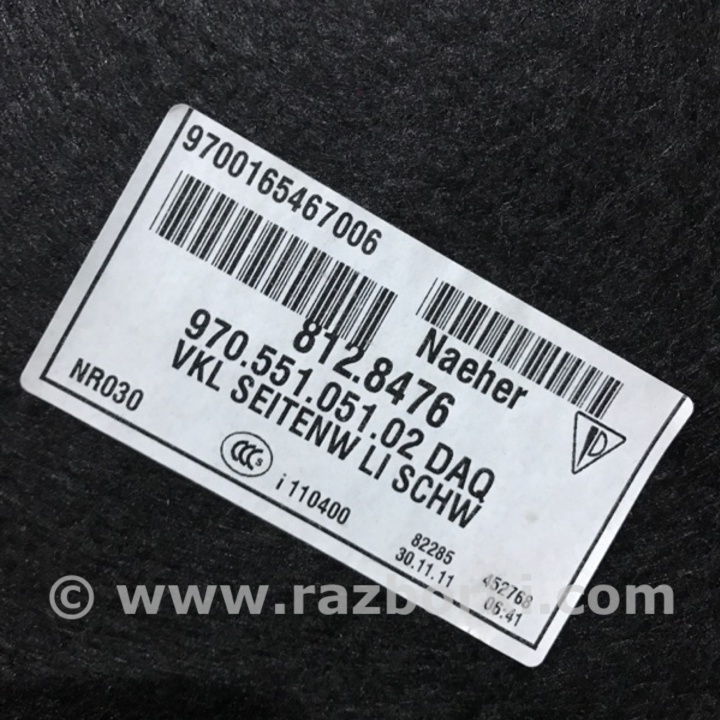 9700165467006
Naeher
812.8476
970.551.051.02 DAQ
VKL SEITENW LI SCHW
NR030
CCC S
i 110400
D
82285
452768
30.11.11
06:41
© www.razborki.com